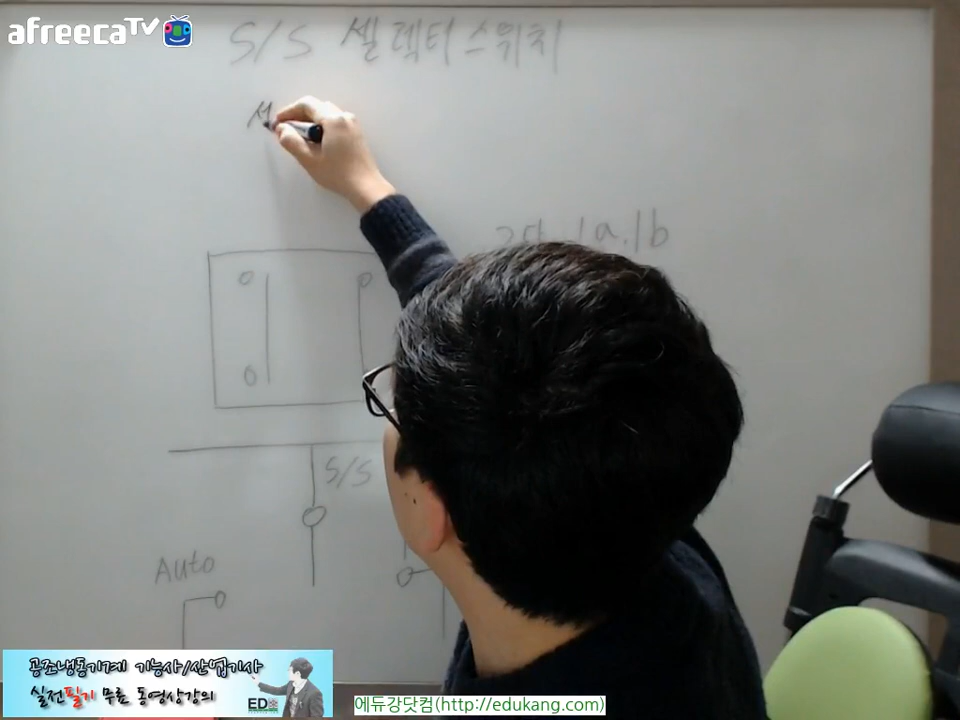 afreecaTV
S/S 셀렉터스위치
1a.1b
S/S
Auto
공조냉동기계 기능사/산업기사
실전필기 무료 동영상강의
EDU
에듀강닷컴(http://edukang.com)